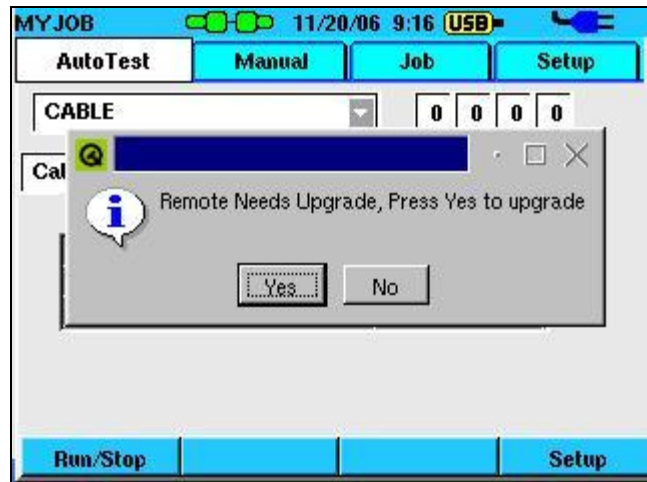 MYJOB 11/20/06 9:16 USB
AutoTest Manual Job Setup
CABLE 0 0 0 0
Cal
Remote Needs Upgrade, Press Yes to upgrade
Yes No
Run/Stop Setup